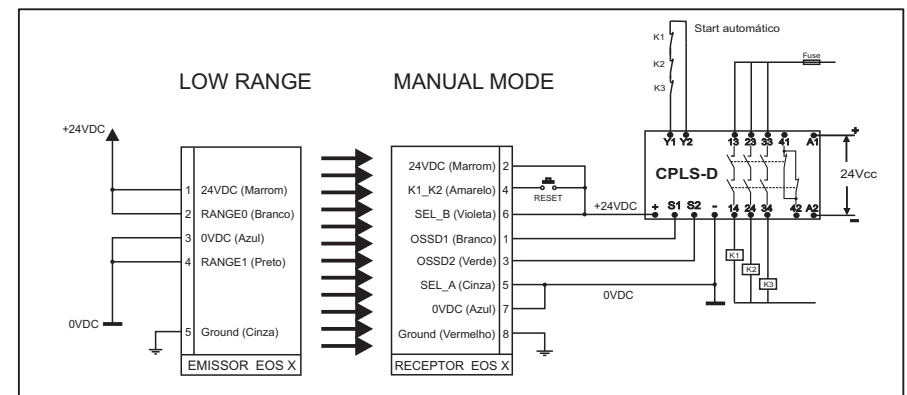 Start automático
K1
K2
K3
Fuse
LOW RANGE
MANUAL MODE
+24VDC
Y1 Y2 13 23 33 41 A1
+
CPLS-D
24Vcc
+ S1 S2 - 14 24 34 42 A2
-
1 24VDC (Marrom)
2 RANGE0 (Branco)
3 0VDC (Azul)
4 RANGE1 (Preto)
0VDC
5 Ground (Cinza)
EMISSOR EOS X
24VDC (Marrom) 2
K1_K2 (Amarelo) 4
RESET
SEL_B (Violeta) 6
+24VDC
OSSD1 (Branco) 1
OSSD2 (Verde) 3
SEL_A (Cinza) 5
0VDC
0VDC (Azul) 7
Ground (Vermelho) 8
RECEPTOR EOS X
K1
K2
K3